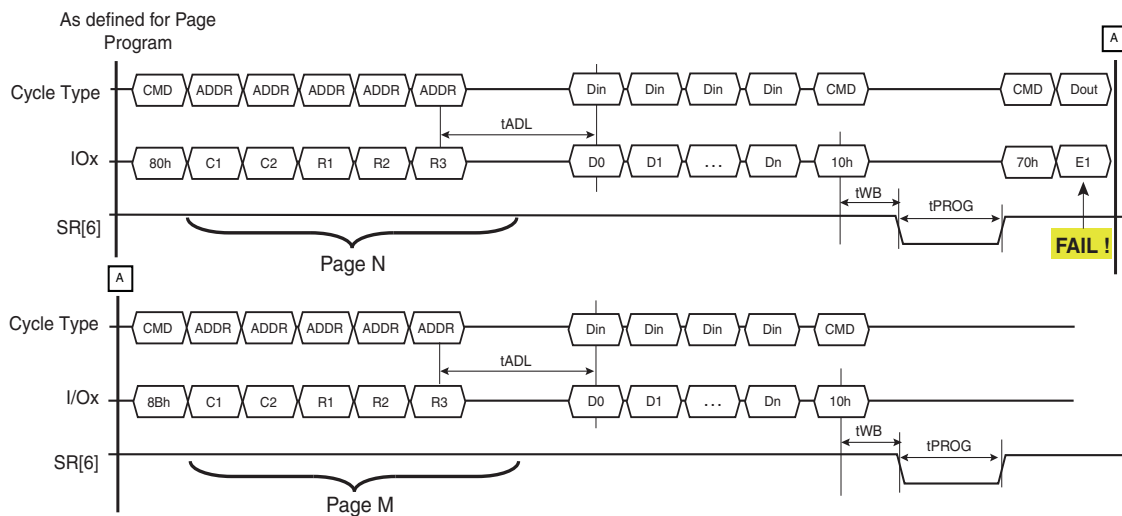 As defined for Page
Program
A
Cycle Type CMD ADDR ADDR ADDR ADDR ADDR Din Din Din Din CMD CMD Dout
tADL
IOx 80h C1 C2 R1 R2 R3 D0 D1 ... Dn 10h 70h E1
tWB tPROG
SR[6]
FAIL !
Page N
A
Cycle Type CMD ADDR ADDR ADDR ADDR ADDR Din Din Din Din CMD
tADL
I/Ox 8Bh C1 C2 R1 R2 R3 D0 D1 ... Dn 10h
tWB tPROG
SR[6]
Page M